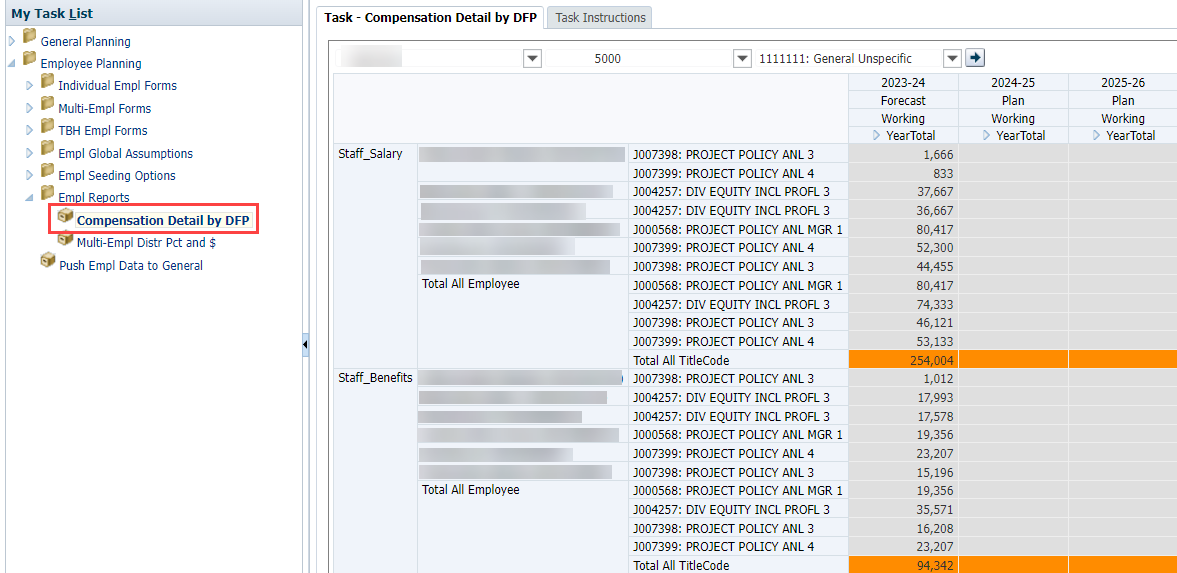 My Task List
General Planning
Employee Planning
Individual Empl Forms
Multi-Empl Forms
TBH Empl Forms
Empl Global Assumptions
Empl Seeding Options
Empl Reports
Compensation Detail by DFP
Multi-Empl Distr Pct and $
Push Empl Data to General
Task - Compensation Detail by DFP Task Instructions
5000 1111111: General Unspecific
2023-24 2024-25 2025-26
Forecast Plan Plan
Working Working Working
YearTotal YearTotal YearTotal
Staff_Salary J007398: PROJECT POLICY ANL 3 1,666
J007399: PROJECT POLICY ANL 4 833
J004257: DIV EQUITY INCL PROFL 3 37,667
J004257: DIV EQUITY INCL PROFL 3 36,667
J000568: PROJECT POLICY ANL MGR 1 80,417
J007399: PROJECT POLICY ANL 4 52,300
J007398: PROJECT POLICY ANL 3 44,455
Total All Employee J000568: PROJECT POLICY ANL MGR 1 80,417
J004257: DIV EQUITY INCL PROFL 3 74,333
J007398: PROJECT POLICY ANL 3 46,121
J007399: PROJECT POLICY ANL 4 53,133
Total All TitleCode 254,004
Staff_Benefits J007398: PROJECT POLICY ANL 3 1,012
J004257: DIV EQUITY INCL PROFL 3 17,993
J004257: DIV EQUITY INCL PROFL 3 17,578
J000568: PROJECT POLICY ANL MGR 1 19,356
J007399: PROJECT POLICY ANL 4 23,207
J007398: PROJECT POLICY ANL 3 15,196
Total All Employee J000568: PROJECT POLICY ANL MGR 1 19,356
J004257: DIV EQUITY INCL PROFL 3 35,571
J007398: PROJECT POLICY ANL 3 16,208
J007399: PROJECT POLICY ANL 4 23,207
Total All TitleCode 94,342